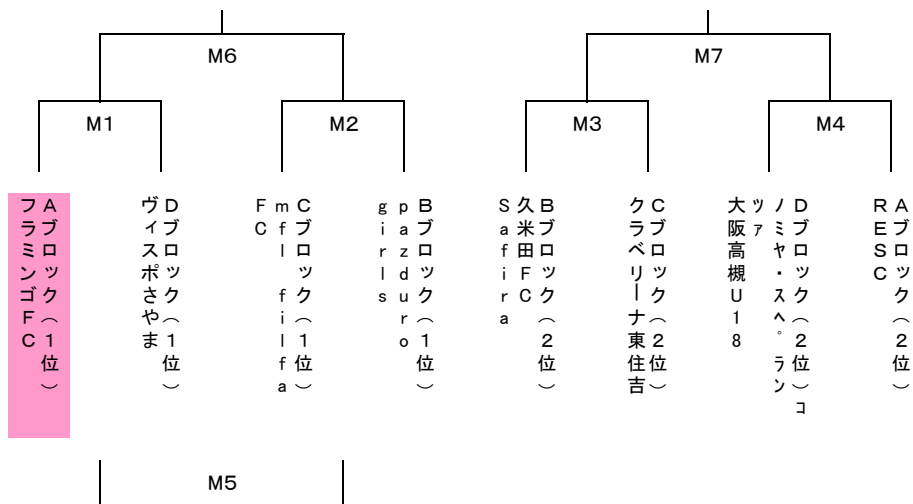 M6
M7
M1
M2
M3
M4
Aブロック(1位)
フラミンゴFC
Dブロック(1位)
ヴィスポさやま
Cブロック(1位)
mfl filfa
FC
Bブロック(1位)
pazduro
girls
Bブロック(2位)
久米田FC
Safira
Cブロック(2位)
クラベリーナ東住吉
Dブロック(2位)コ
ノミヤ・スペラン
ツァ
大阪高槻U18
Aブロック(2位)
RESC
M5